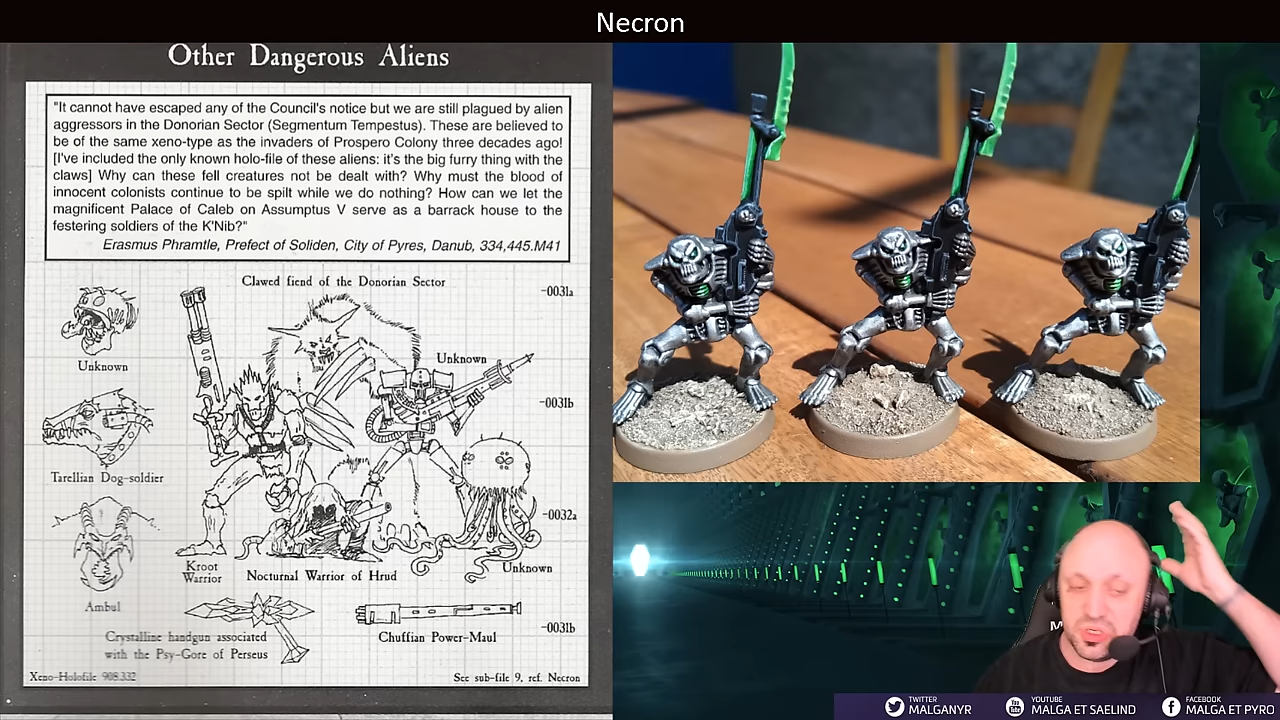 Necron
Other Dangerous Aliens
"It cannot have escaped any of the Council's notice but we are still plagued by alien
aggressors in the Donorian Sector (Segmentum Tempestus). These are believed to
be of the same xeno-type as the invaders of Prospero Colony three decades ago!
[I've included the only known holo-file of these aliens: it's the big furry thing with the
claws] Why can these fell creatures not be dealt with? Why must the blood of
innocent colonists continue to be spilt while we do nothing? How can we let the
magnificent Palace of Caleb on Assumptus V serve as a barrack house to the
festering soldiers of the K'Nib?"
Erasmus Phramtle, Prefect of Soliden, City of Pyres, Danub, 334,445.M41
Clawed fiend of the Donorian Sector
-0031a
Unknown
Unknown
-0031b
Tarellian Dog-soldier
-0032a
Kroot
Warrior
Nocturnal Warrior of Hrud
Unknown
Ambul
Crystalline handgun associated
with the Psy-Gore of Perseus
Chuffian Power-Maul
-0031b
Xeno-Holofile 908.332
See sub-file 9, ref. Necron
TWITTER
MALGANYR
YOUTUBE
MALGA ET SAELIND
FACEBOOK
MALGA ET PYRO